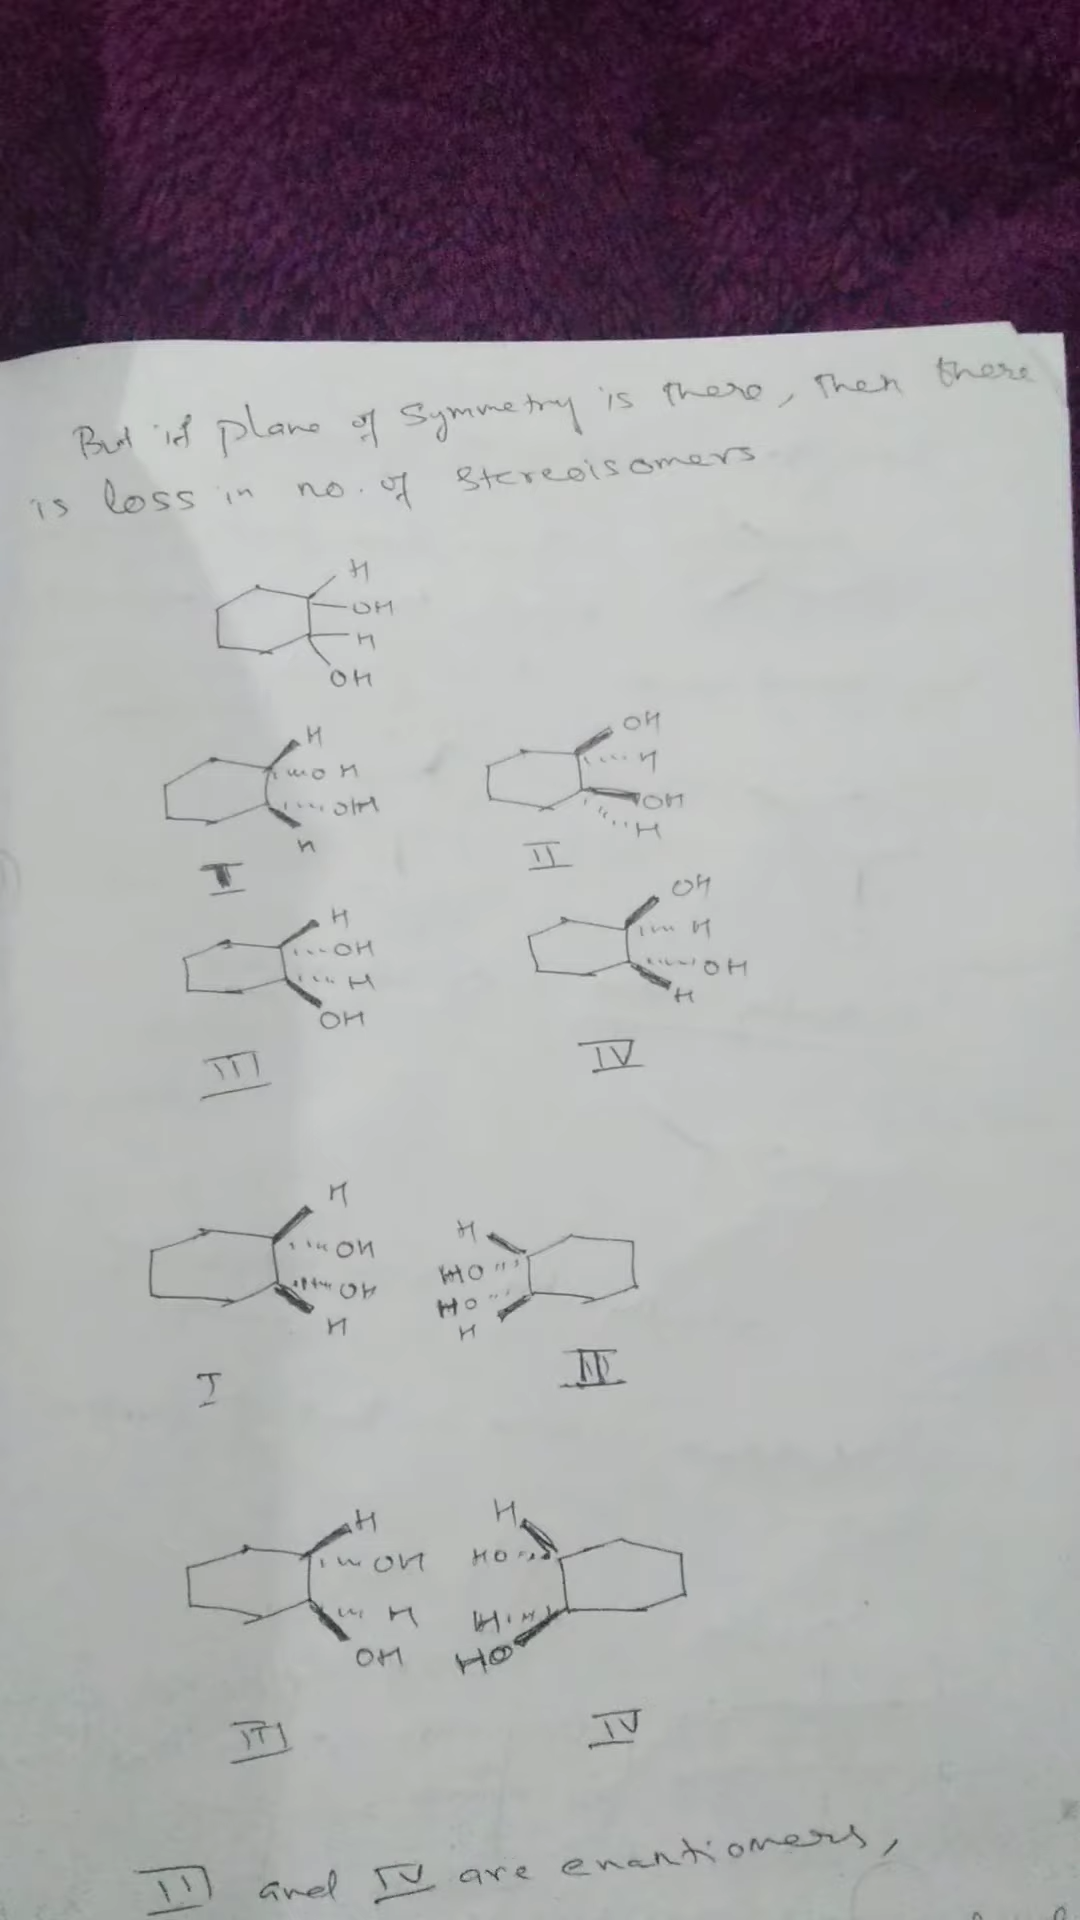 But if plane of Symmetry is there, then there
is loss in no. of Stereoisomers
H
OH
H
OH
H
OH
OH
H
I
OH
H
OH
H
II
H
OH
H
OH
III
OH
H
OH
H
IV
H
OH
OH
H
I
H
HO
HO
H
H
OH
H
OH
III
H
HO
H
HO
IV
III and IV are enantiomers,